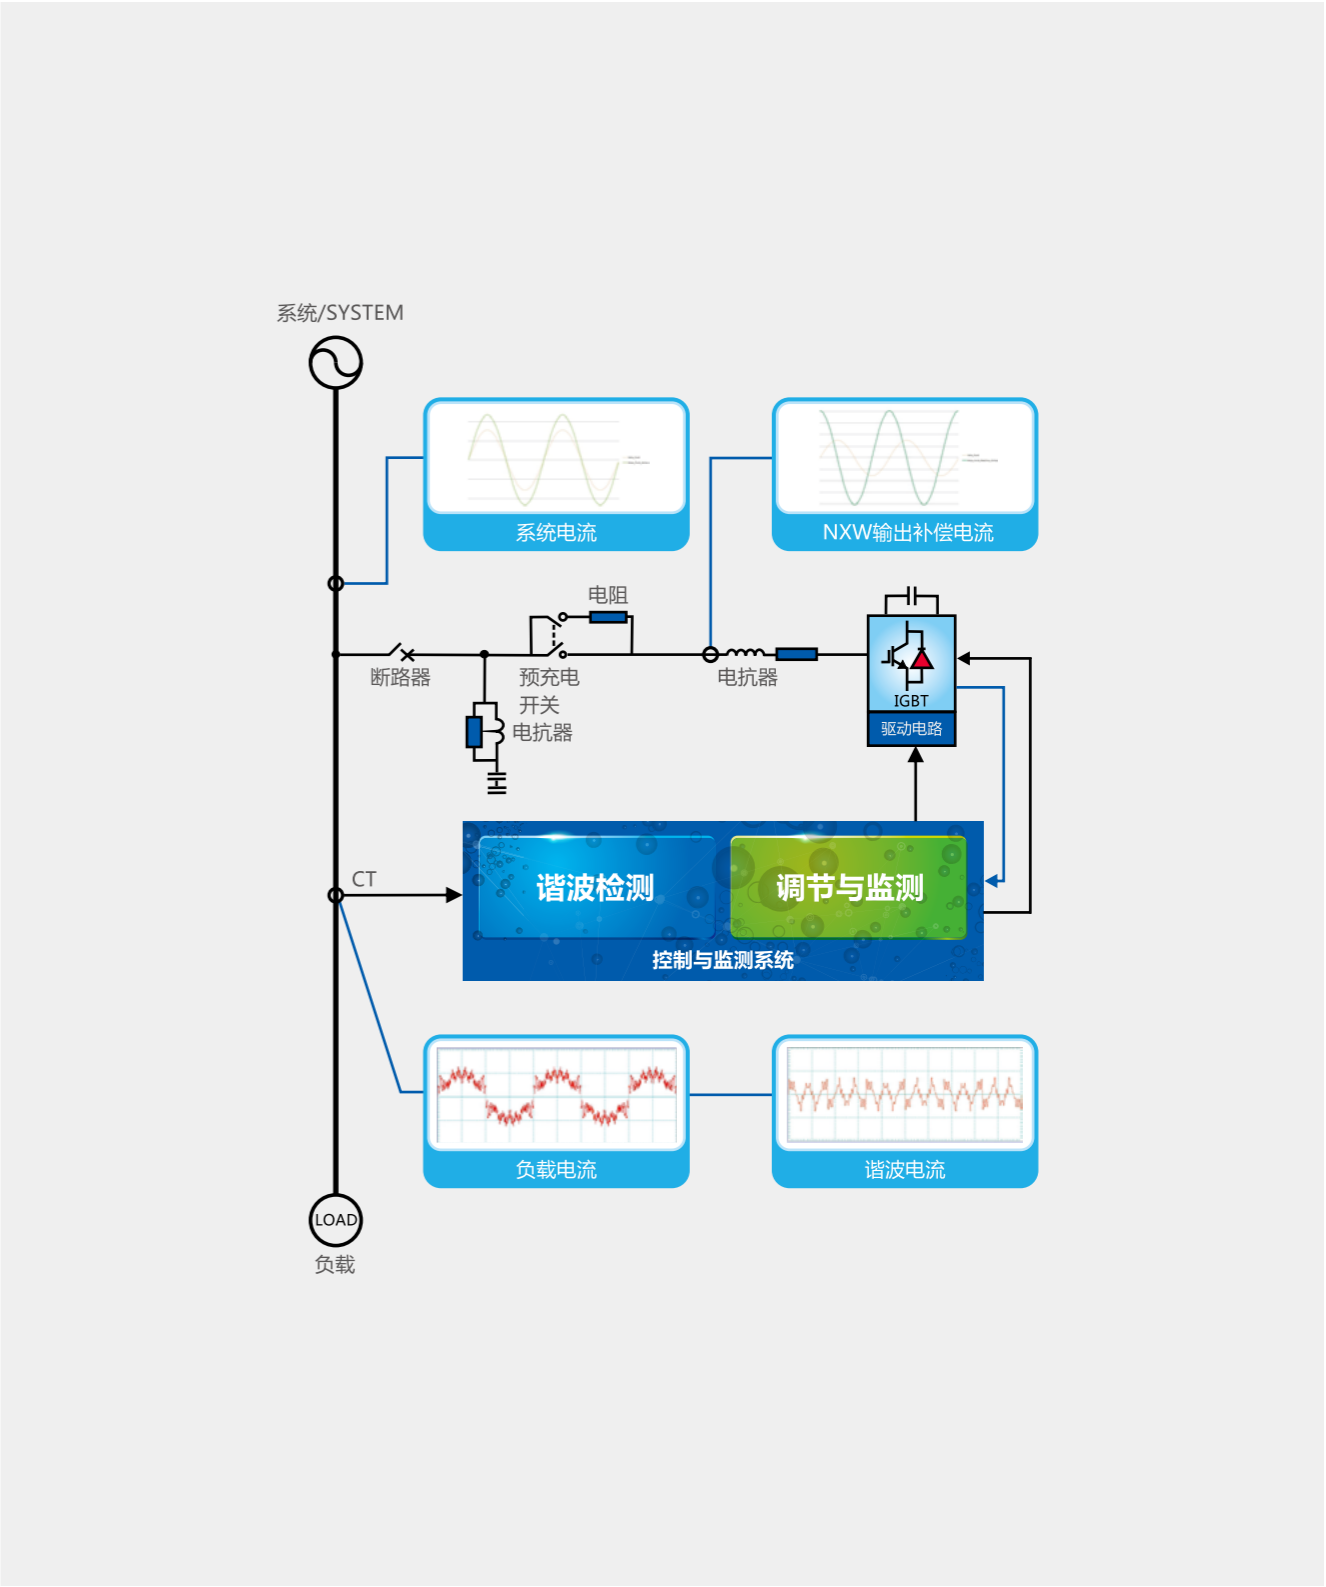 系统/SYSTEM
系统电流
NXW输出补偿电流
电阻
断路器
预充电
开关
电抗器
电抗器
IGBT
驱动电路
CT
谐波检测
调节与监测
控制与监测系统
负载电流
谐波电流
LOAD
负载